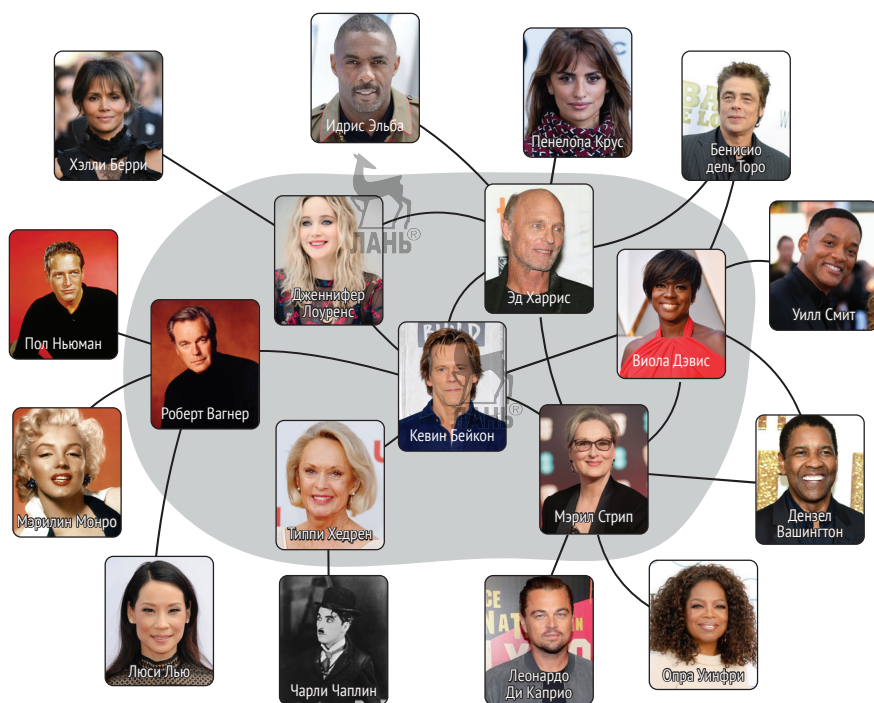 Хэлли Берри
Идрис Эльба
Пенелопа Крус
Бенисио
дель Торо
ЛАНЬ®
Дженнифер
Лоуренс
Эд Харрис
Уилл Смит
Пол Ньюман
Роберт Вагнер
BUILD
Кевин Бейкон
ЛАНЬ®
Виола Дэвис
Мэрилин Монро
Типпи Хедрен
Мэрил Стрип
Дензел
Вашингтон
Люси Лью
Чарли Чаплин
Леонардо
Ди Каприо
Опра Уинфри